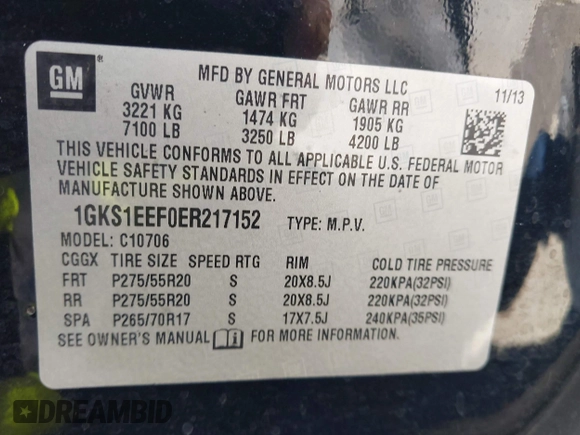 GM
MFD BY GENERAL MOTORS LLC
11/13
GVWR GAWR FRT GAWR RR
3221 KG 1474 KG 1905 KG
7100 LB 3250 LB 4200 LB
THIS VEHICLE CONFORMS TO ALL APPLICABLE U.S. FEDERAL MOTOR
VEHICLE SAFETY STANDARDS IN EFFECT ON THE DATE OF
MANUFACTURE SHOWN ABOVE.
1GKS1EEF0ER217152 TYPE: M.P.V.
MODEL: C10706
CGGX TIRE SIZE SPEED RTG RIM COLD TIRE PRESSURE
FRT P275/55R20 S 20X8.5J 220KPA(32PSI)
RR P275/55R20 S 20X8.5J 220KPA(32PSI)
SPA P265/70R17 S 17X7.5J 240KPA(35PSI)
SEE OWNER'S MANUAL FOR MORE INFORMATION.
DREAMBID